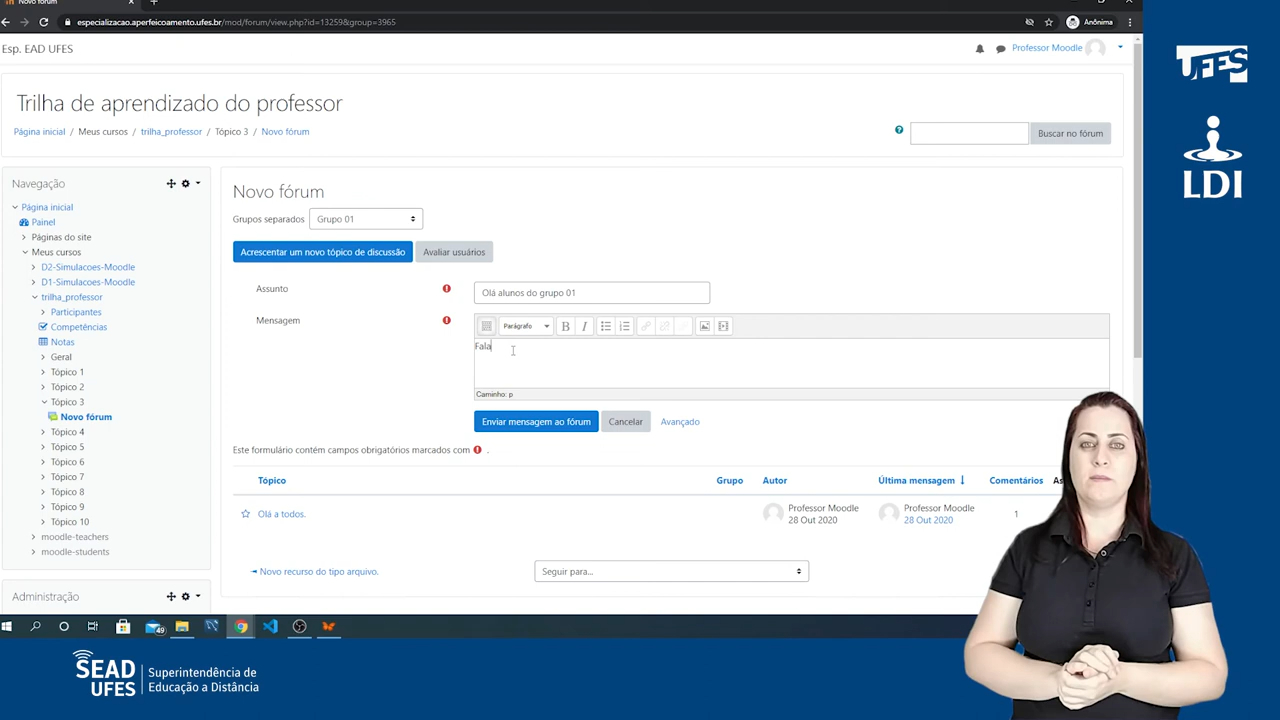 Novo fórum
especializacao.aperfeicoamento.ufes.br/mod/forum/view.php?id=13259&group=3965
Anônima
Esp. EAD UFES
Professor Moodle
UFES
Trilha de aprendizado do professor
Página inicial / Meus cursos / trilha_professor / Tópico 3 / Novo fórum
Buscar no fórum
LDI
Navegação
Página inicial
Painel
Páginas do site
Meus cursos
D2-Simulacoes-Moodle
D1-Simulacoes-Moodle
trilha_professor
Participantes
Competências
Notas
Geral
Tópico 1
Tópico 2
Tópico 3
Novo fórum
Tópico 4
Tópico 5
Tópico 6
Tópico 7
Tópico 8
Tópico 9
Tópico 10
moodle-teachers
moodle-students
Administração
Novo fórum
Grupos separados Grupo 01
Acrescentar um novo tópico de discussão Avaliar usuários
Assunto Olá alunos do grupo 01
Mensagem Parágrafo B I
Fala
Caminho: p
Enviar mensagem ao fórum Cancelar Avançado
Este formulário contém campos obrigatórios marcados com .
Tópico Grupo Autor Última mensagem Comentários As
Olá a todos. Professor Moodle Professor Moodle 1
28 Out 2020 28 Out 2020
Novo recurso do tipo arquivo. Seguir para...
49
SEAD UFES
Superintendência de
Educação a Distância